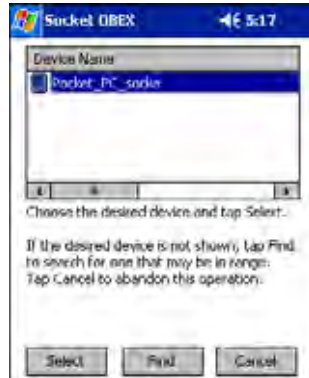 Socket OBEX 5:17
Device Name
Pocket_PC_socke
Choose the desired device and tap Select.
If the desired device is not shown, tap Find
to search for one that may be in range.
Tap Cancel to abandon this operation.
Select Find Cancel